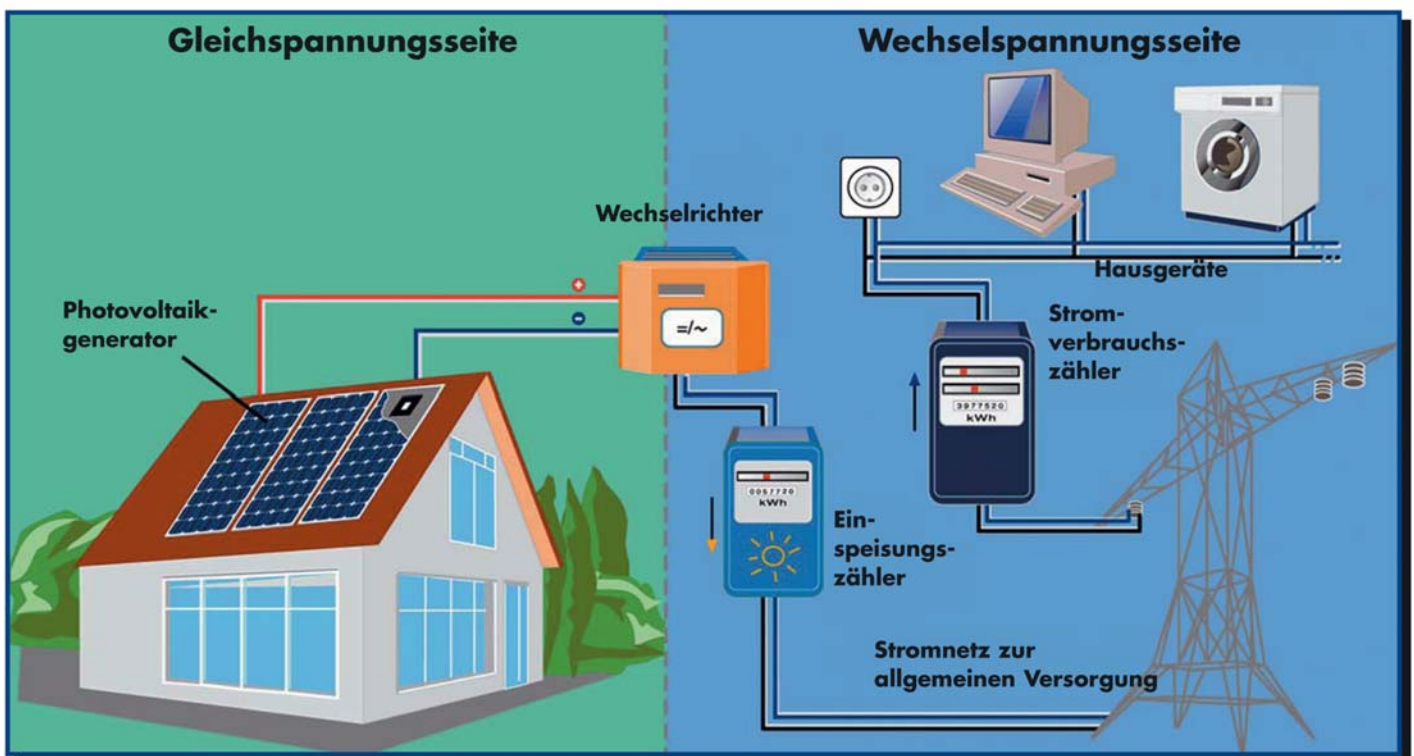 Gleichspannungsseite
Wechselspannungsseite
Wechselrichter
Photovoltaik-
generator
+
-
=/~
Hausgeräte
Strom-
verbrauchs-
zähler
3977520
kWh
0057720
kWh
Ein-
speisungs-
zähler
Stromnetz zur
allgemeinen Versorgung